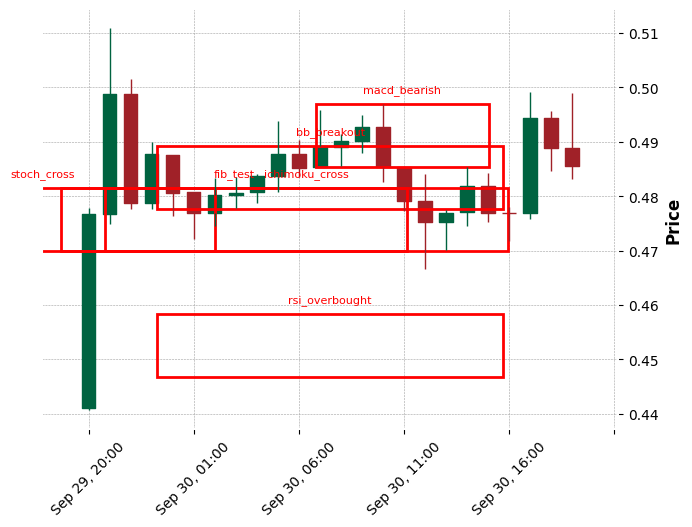 0.51
0.50
macd_bearish
0.49
bb_breakout
stoch_cross
fib_test
ichimoku_cross
0.48
0.47
0.46
rsi_overbought
0.45
0.44
Price
Sep 29, 20:00
Sep 30, 01:00
Sep 30, 06:00
Sep 30, 11:00
Sep 30, 16:00